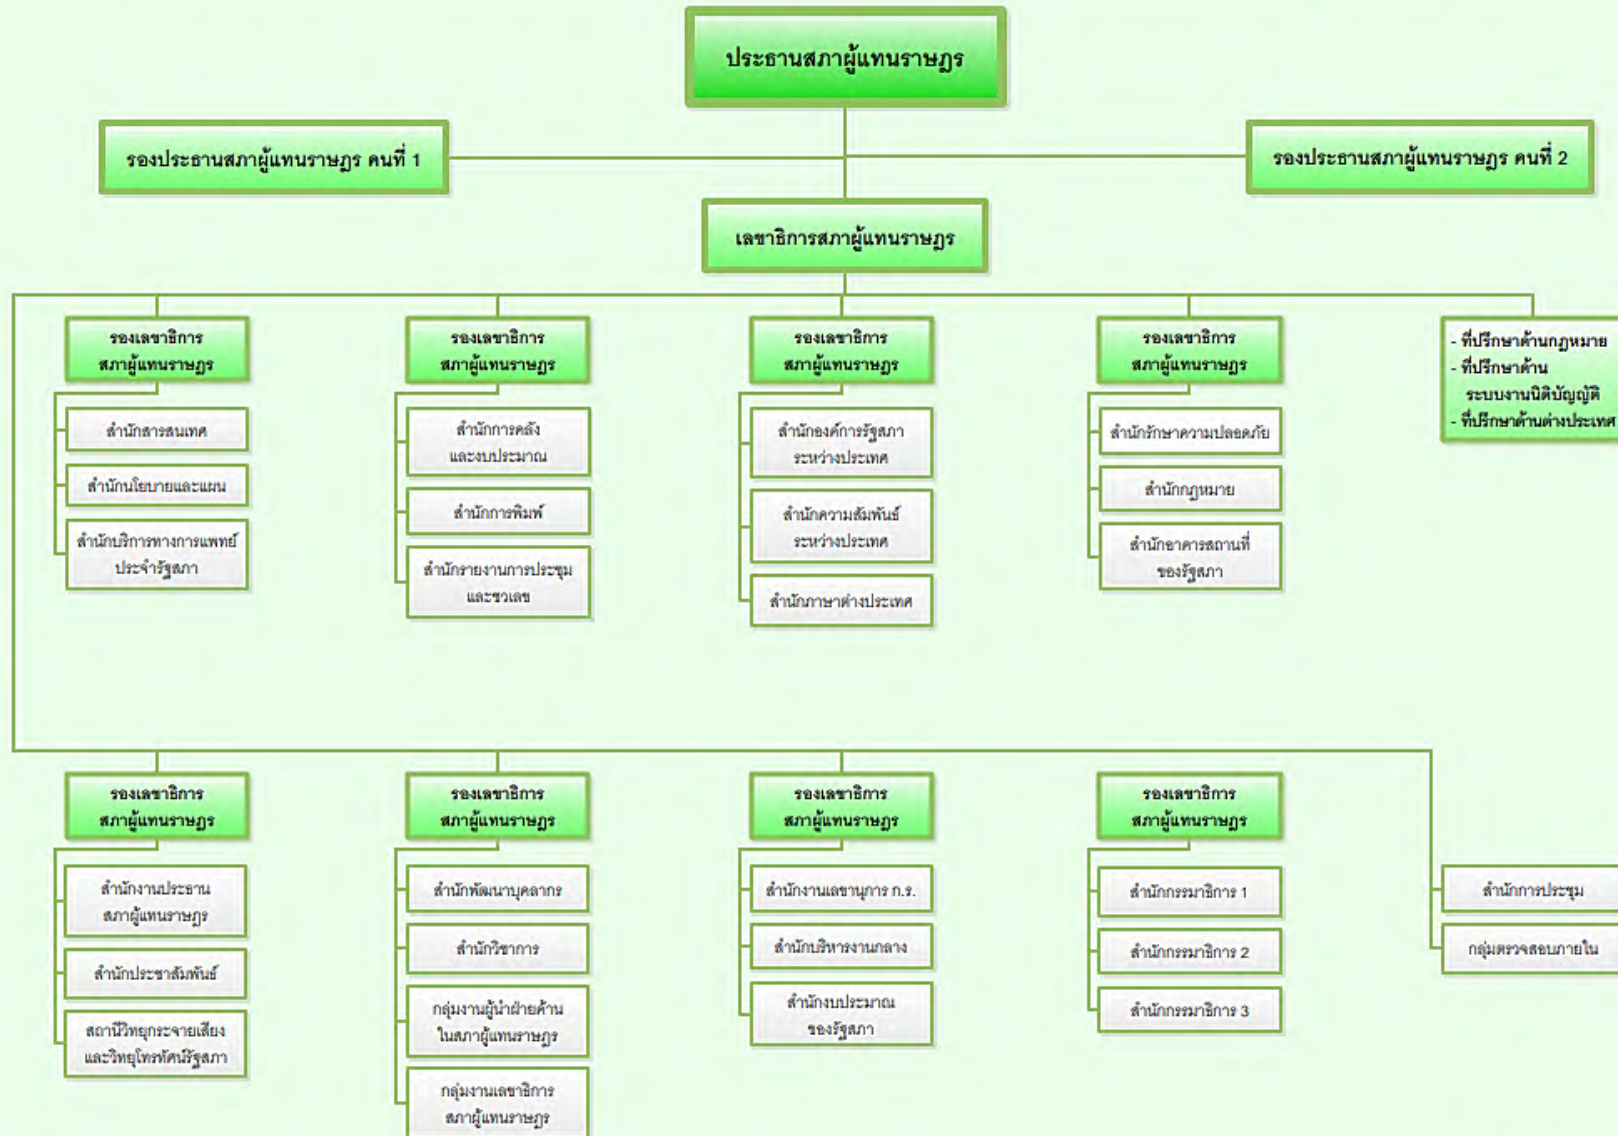 ประธานสภาผู้แทนราษฎร
รองประธานสภาผู้แทนราษฎร คนที่ 1
รองประธานสภาผู้แทนราษฎร คนที่ 2
เลขาธิการสภาผู้แทนราษฎร
รองเลขาธิการ
สภาผู้แทนราษฎร
สำนักสารสนเทศ
สำนักนโยบายและแผน
สำนักบริการทางการแพทย์
ประจำรัฐสภา
รองเลขาธิการ
สภาผู้แทนราษฎร
สำนักการคลัง
และงบประมาณ
สำนักการพิมพ์
สำนักรายงานการประชุม
และชวเลข
รองเลขาธิการ
สภาผู้แทนราษฎร
สำนักองค์การรัฐสภา
ระหว่างประเทศ
สำนักความสัมพันธ์
ระหว่างประเทศ
สำนักภาษาต่างประเทศ
รองเลขาธิการ
สภาผู้แทนราษฎร
สำนักรักษาความปลอดภัย
สำนักกฎหมาย
สำนักอาคารสถานที่
ของรัฐสภา
- ที่ปรึกษาด้านกฎหมาย
- ที่ปรึกษาด้าน
ระบบงานนิติบัญญัติ
- ที่ปรึกษาด้านต่างประเทศ
รองเลขาธิการ
สภาผู้แทนราษฎร
สำนักงานประธาน
สภาผู้แทนราษฎร
สำนักประชาสัมพันธ์
สถานีวิทยุกระจายเสียง
และวิทยุโทรทัศน์รัฐสภา
รองเลขาธิการ
สภาผู้แทนราษฎร
สำนักพัฒนาบุคลากร
สำนักวิชาการ
กลุ่มงานผู้นำฝ่ายค้าน
ในสภาผู้แทนราษฎร
กลุ่มงานเลขาธิการ
สภาผู้แทนราษฎร
รองเลขาธิการ
สภาผู้แทนราษฎร
สำนักงานเลขานุการ ก.ร.
สำนักบริหารงานกลาง
สำนักงบประมาณ
ของรัฐสภา
รองเลขาธิการ
สภาผู้แทนราษฎร
สำนักกรรมาธิการ 1
สำนักกรรมาธิการ 2
สำนักกรรมาธิการ 3
สำนักการประชุม
กลุ่มตรวจสอบภายใน